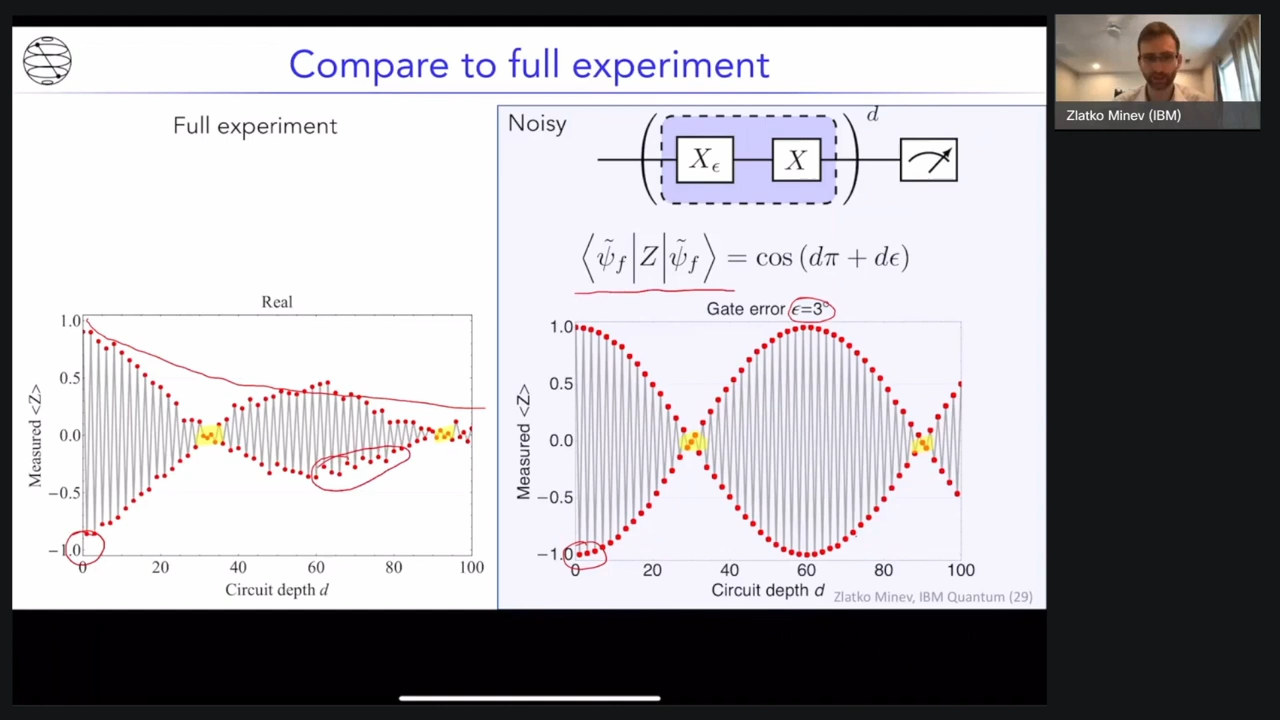 Compare to full experiment
Full experiment
Real
Measured <Z>
1.0
0.5
0.0
−0.5
−1.0
0 20 40 60 80 100
Circuit depth d
Noisy
( X_ϵ X )^d
⟨ψ̃_f|Z|ψ̃_f⟩ = cos (dπ + dϵ)
Gate error ϵ=3°
Measured <Z>
1.0
0.5
0.0
−0.5
−1.0
0 20 40 60 80 100
Circuit depth d
Zlatko Minev, IBM Quantum (29)
Zlatko Minev (IBM)